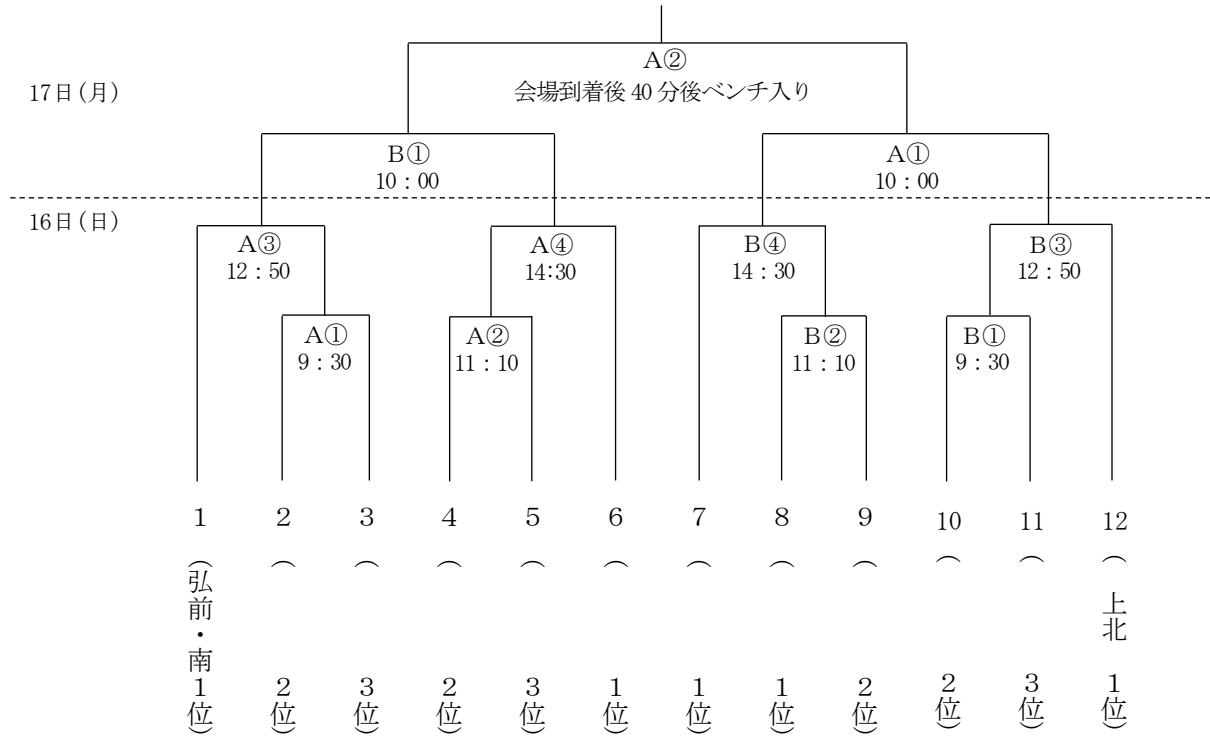 A②
17日(月)
会場到着後40分後ベンチ入り
B①
10：00
A①
10：00
16日(日)
A③
12：50
A④
14:30
B④
14：30
B③
12：50
A①
9：30
A②
11：10
B②
11：10
B①
9：30
1 2 3 4 5 6 7 8 9 10 11 12
(弘前・南 1位)
( 2位)
( 3位)
( 2位)
( 3位)
( 1位)
( 1位)
( 1位)
( 2位)
( 2位)
( 3位)
(上北 1位)